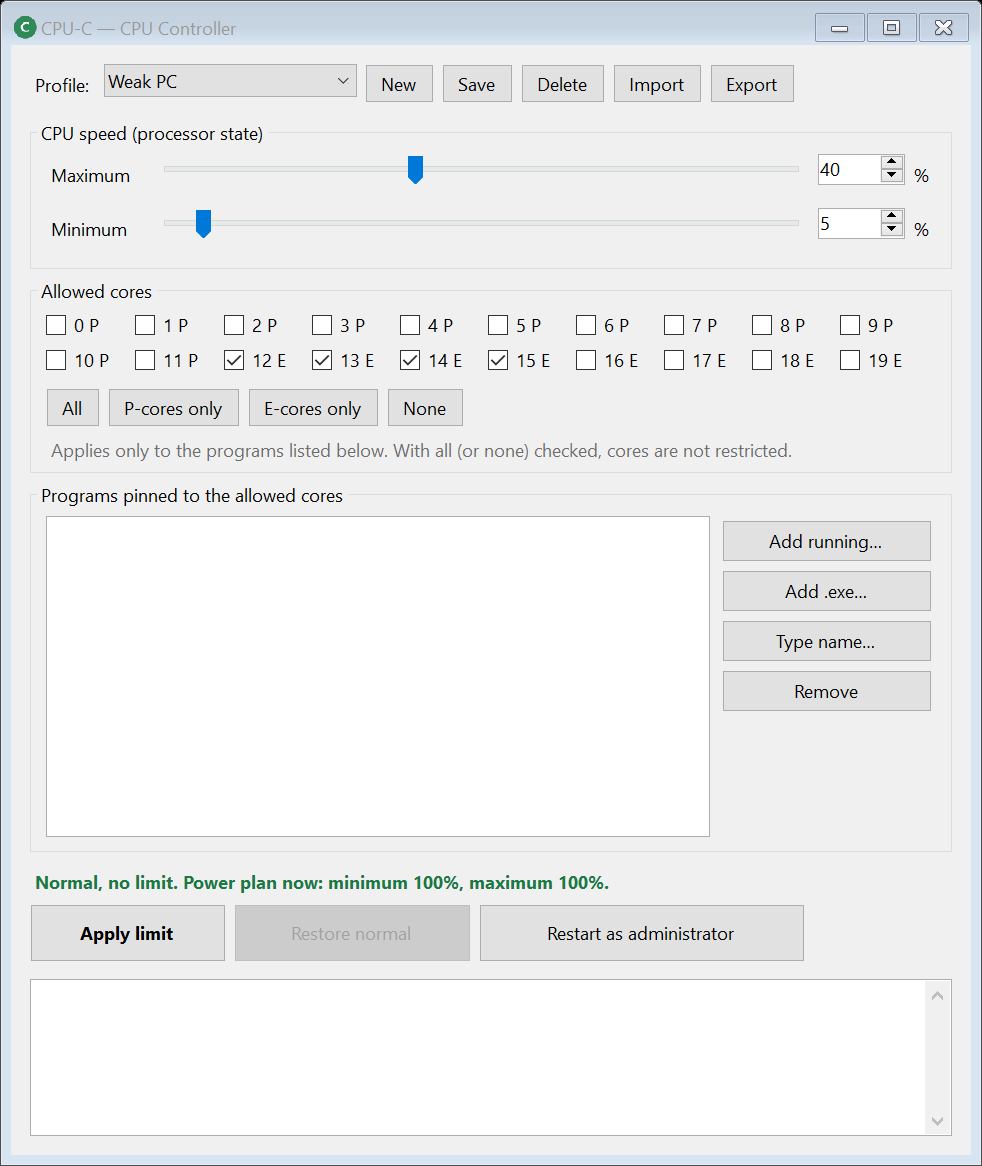 C CPU-C — CPU Controller
Profile: Weak PC New Save Delete Import Export
CPU speed (processor state)
Maximum 40 %
Minimum 5 %
Allowed cores
0 P 1 P 2 P 3 P 4 P 5 P 6 P 7 P 8 P 9 P
10 P 11 P 12 E 13 E 14 E 15 E 16 E 17 E 18 E 19 E
All P-cores only E-cores only None
Applies only to the programs listed below. With all (or none) checked, cores are not restricted.
Programs pinned to the allowed cores
Add running...
Add .exe...
Type name...
Remove
Normal, no limit. Power plan now: minimum 100%, maximum 100%.
Apply limit Restore normal Restart as administrator